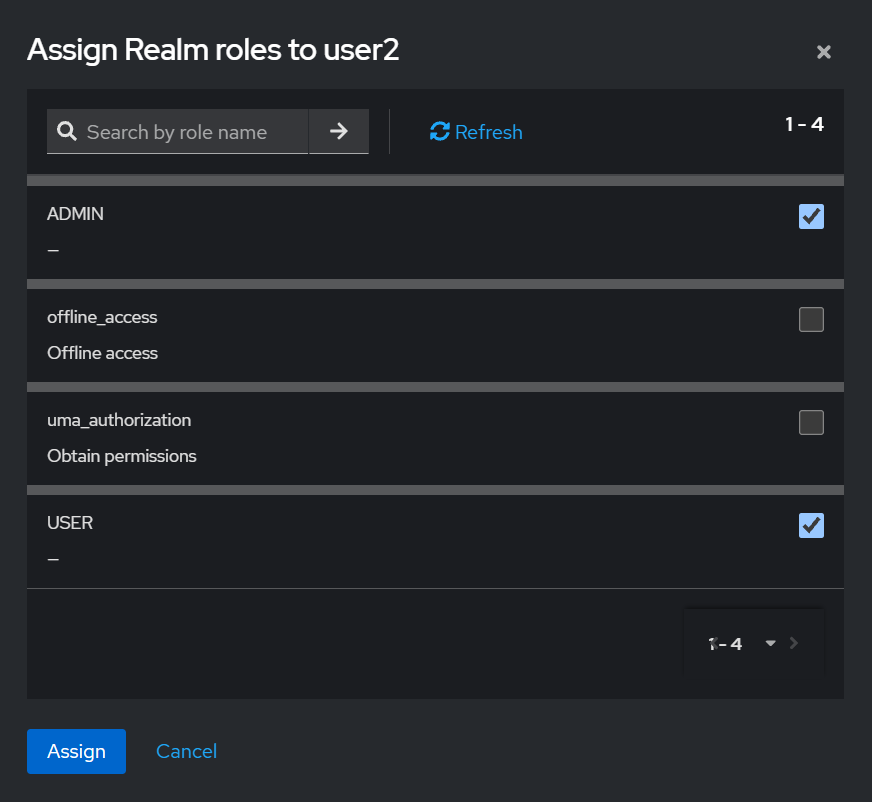 Assign Realm roles to user2
Search by role name
Refresh
1 - 4
ADMIN
—
offline_access
Offline access
uma_authorization
Obtain permissions
USER
—
1 - 4
Assign
Cancel